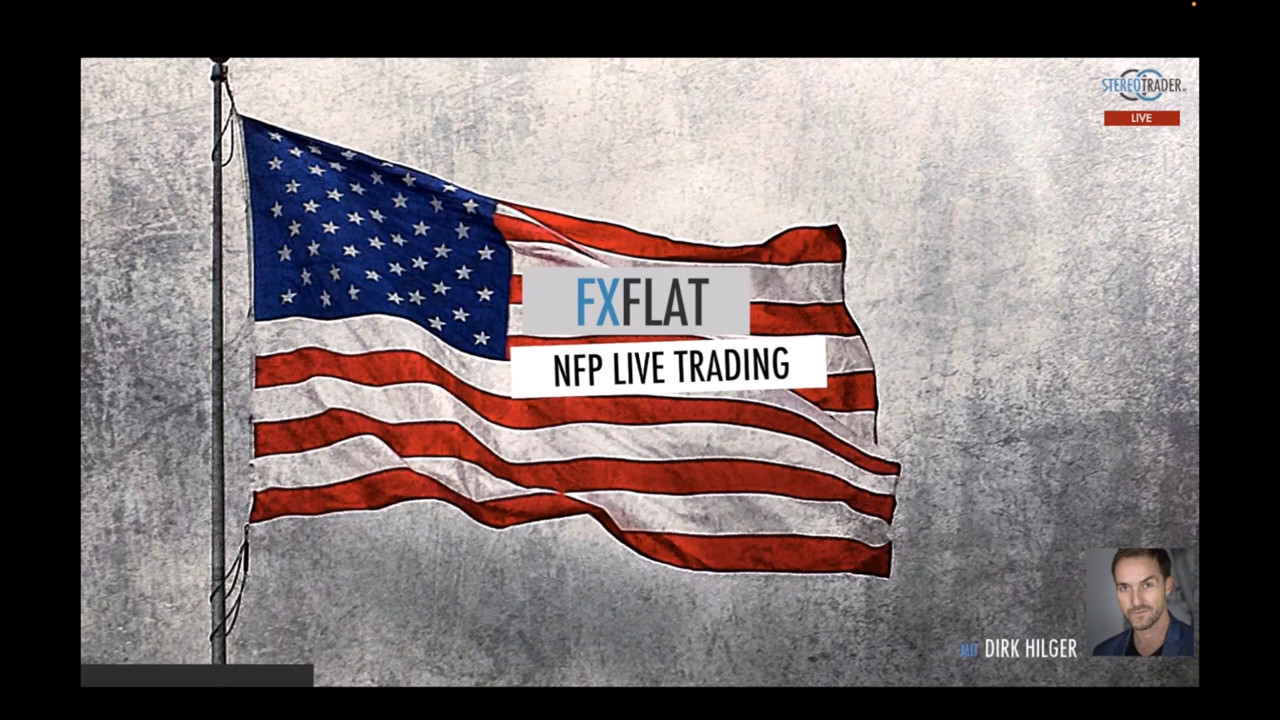 STEREOTRADER
LIVE
FXFLAT
NFP LIVE TRADING
MIT DIRK HILGER